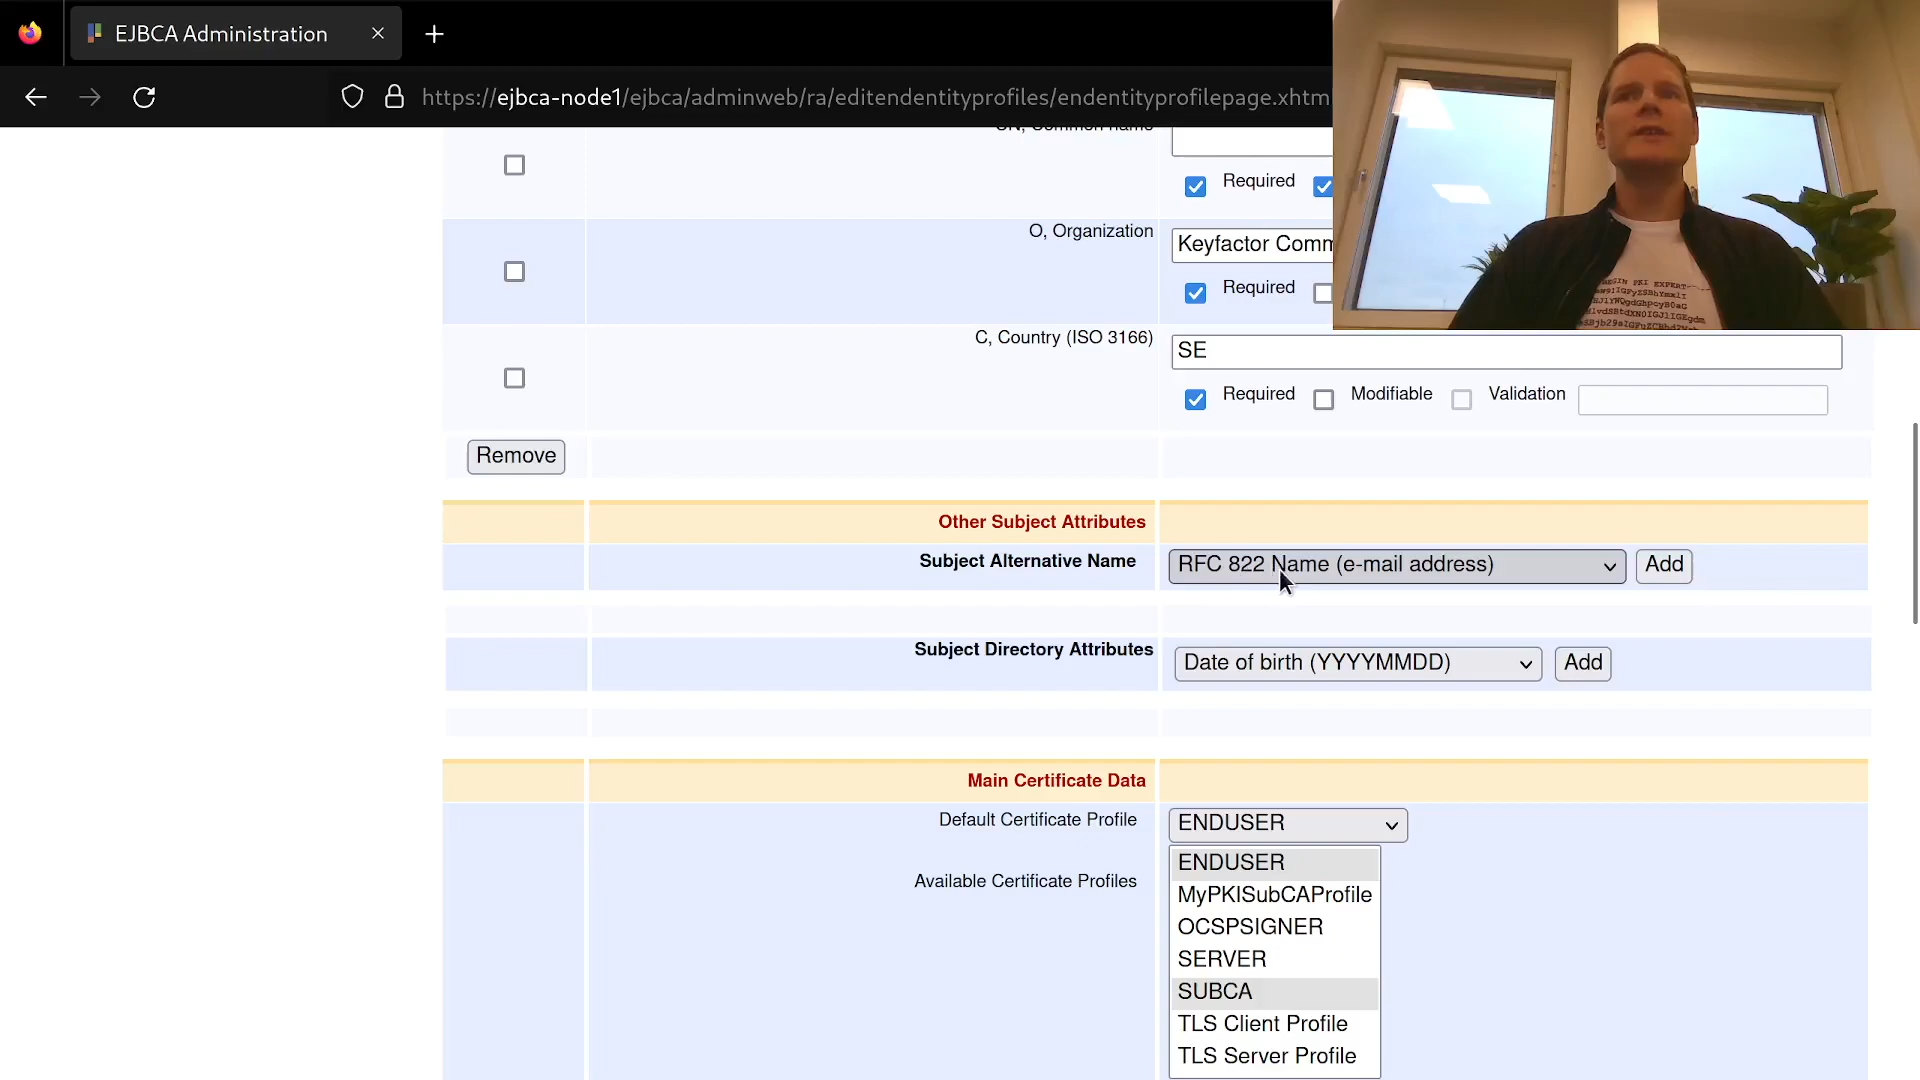 EJBCA Administration
https://ejbca-node1/ejbca/adminweb/ra/editendentityprofiles/endentityprofilepage.xhtm
CN, Common name
Required
O, Organization
Keyfactor Comm
Required
C, Country (ISO 3166)
SE
Required Modifiable Validation
Remove
Other Subject Attributes
Subject Alternative Name RFC 822 Name (e-mail address) Add
Subject Directory Attributes Date of birth (YYYYMMDD) Add
Main Certificate Data
Default Certificate Profile ENDUSER
Available Certificate Profiles
ENDUSER
MyPKISubCAProfile
OCSPSIGNER
SERVER
SUBCA
TLS Client Profile
TLS Server Profile